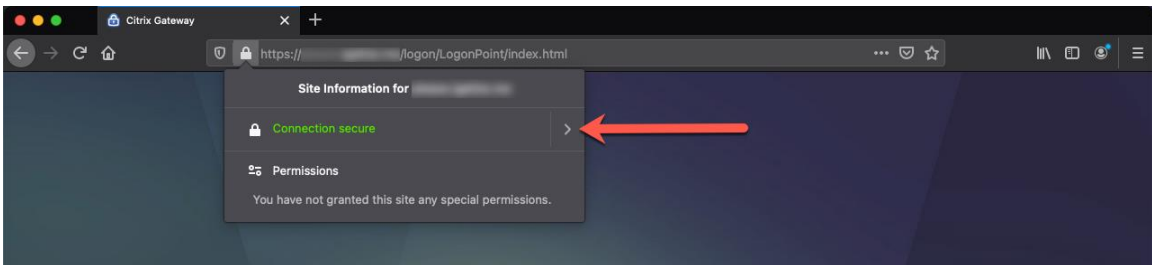 Citrix Gateway
https:// /logon/LogonPoint/index.html
Site Information for
Connection secure
Permissions
You have not granted this site any special permissions.